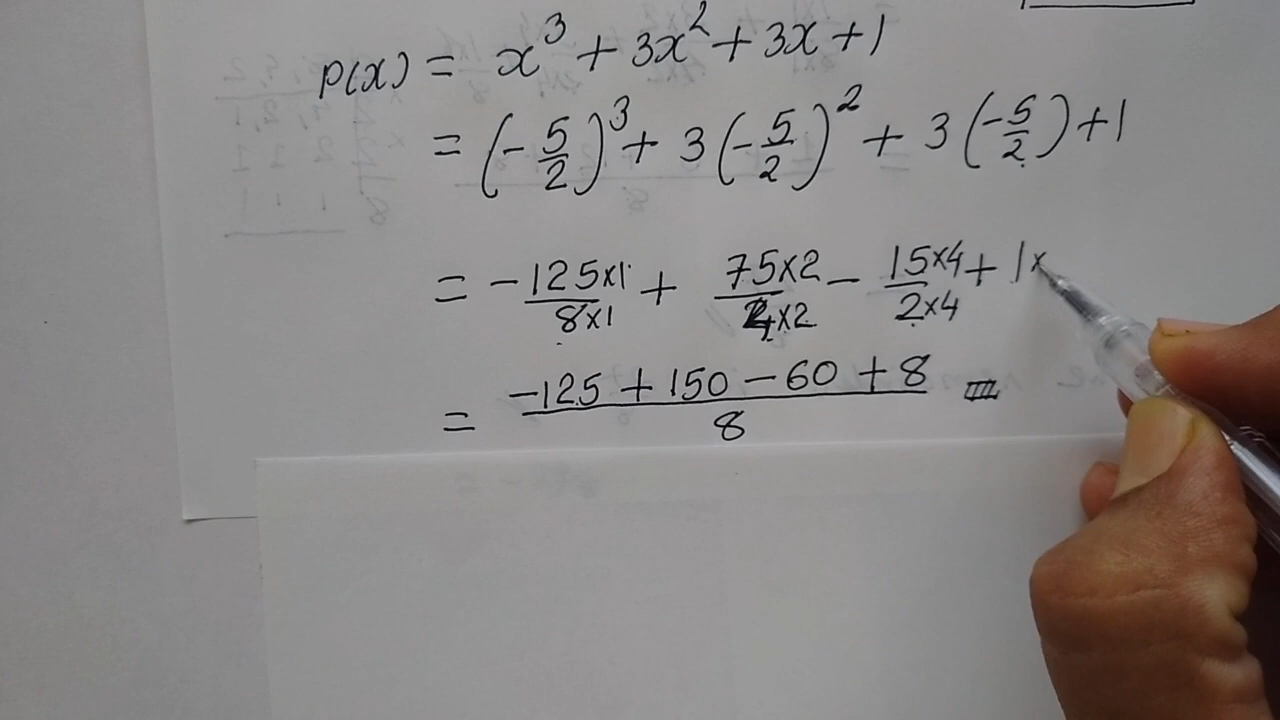 P(x) = x³ + 3x² + 3x + 1
= (-5/2)³ + 3(-5/2)² + 3(-5/2) + 1
= -125×1/8×1 + 75×2/4×2 - 15×4/2×4 + 1×
= -125 + 150 - 60 + 8/8